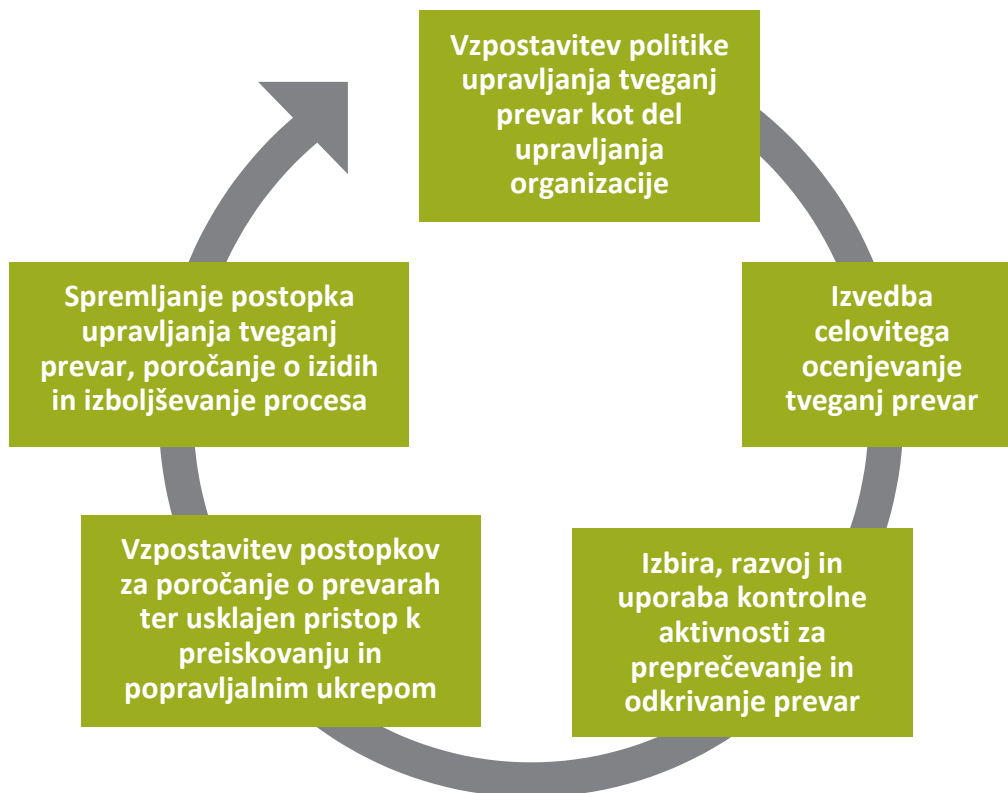 Vzpostavitev politike
upravljanja tveganj
prevar kot del
upravljanja
organizacije
Izvedba
celovitega
ocenjevanje
tveganj prevar
Izbira, razvoj in
uporaba kontrolne
aktivnosti za
preprečevanje in
odkrivanje prevar
Vzpostavitev postopkov
za poročanje o prevarah
ter usklajen pristop k
preiskovanju in
popravljalnim ukrepom
Spremljanje postopka
upravljanja tveganj
prevar, poročanje o izidih
in izboljševanje procesa